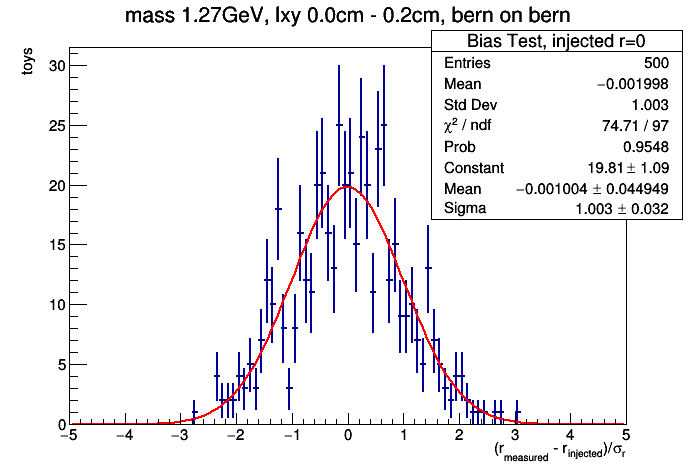 mass 1.27GeV, lxy 0.0cm - 0.2cm, bern on bern
Bias Test, injected r=0
Entries 500
Mean −0.001998
Std Dev 1.003
χ² / ndf 74.71 / 97
Prob 0.9548
Constant 19.81 ± 1.09
Mean −0.001004 ± 0.044949
Sigma 1.003 ± 0.032
toys
30
25
20
15
10
5
0
−5 −4 −3 −2 −1 0 1 2 3 4 5
(r_measured - r_injected)/σ_r